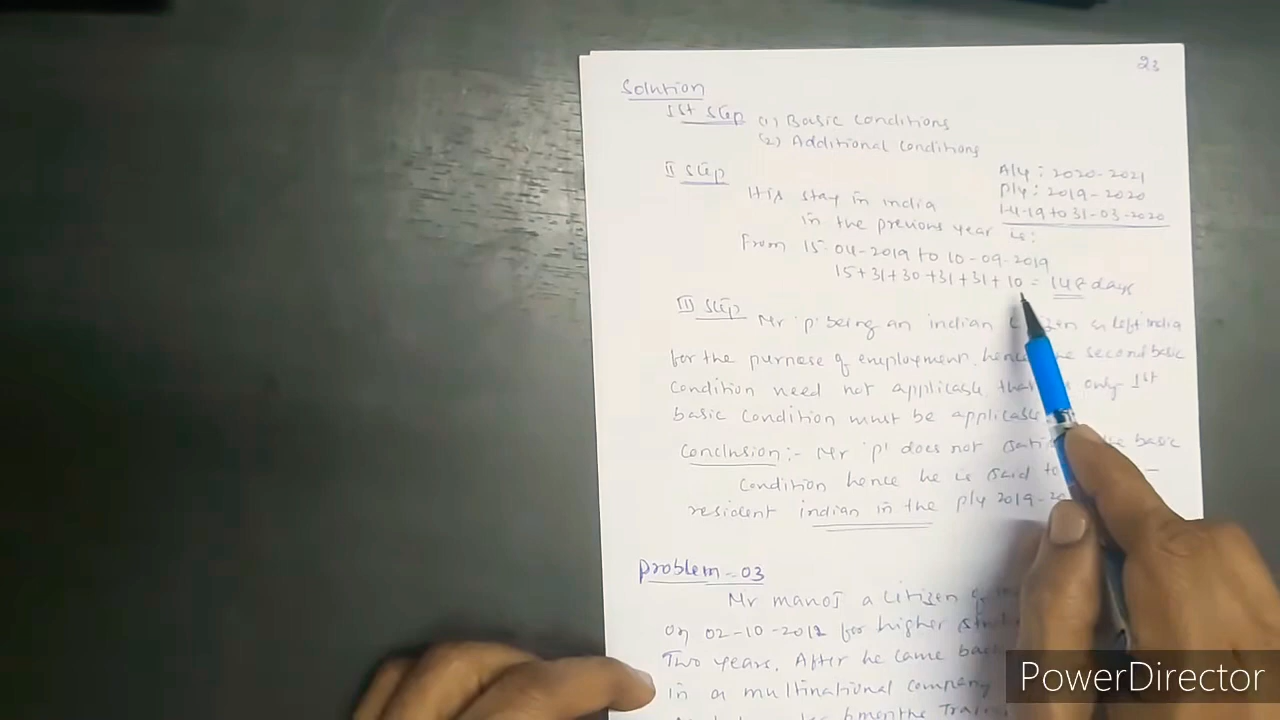 23
Solution
Ist Step (1) Basic Conditions
(2) Additional Conditions
II Step
A/y : 2020-2021
P/y : 2019-2020
1-4-19 to 31-03-2020
His stay in india
in the previous year is:
From 15-04-2019 to 10-09-2019
15+31+30+31+31+10 = 148 days
III Step Mr 'p' being an indian left india
for the purpose of employment. hence second basic
Condition need not applicable. only 1st
basic Condition must be applicable
Conclusion :- Mr 'p' does not basic
Condition hence he is said to
resident indian in the P/y 2019-20
Problem-03
Mr manoj a Citizen of
on 02-10-2012 for higher
Two years. After he came
in a multinational company
PowerDirector